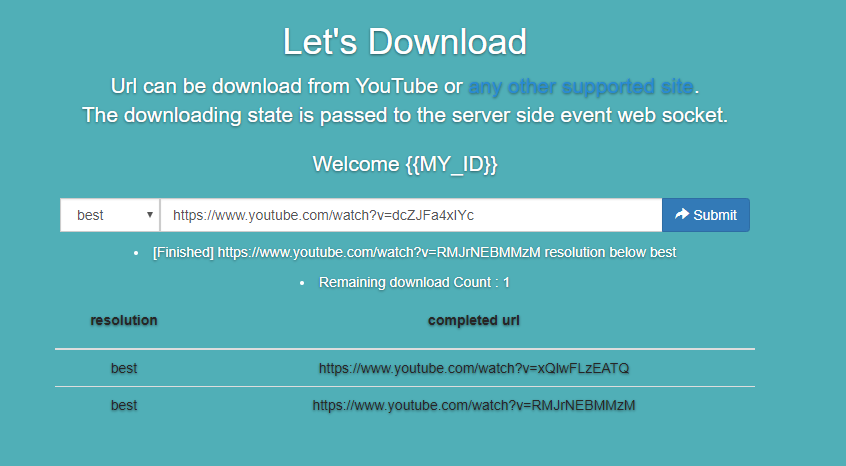 Let's Download
Url can be download from YouTube or any other supported site.
The downloading state is passed to the server side event web socket.
Welcome {{MY_ID}}
best https://www.youtube.com/watch?v=dcZJFa4xIYc Submit
[Finished] https://www.youtube.com/watch?v=RMJrNEBMMzM resolution below best
Remaining download Count : 1
resolution completed url
best https://www.youtube.com/watch?v=xQIwFLzEATQ
best https://www.youtube.com/watch?v=RMJrNEBMMzM